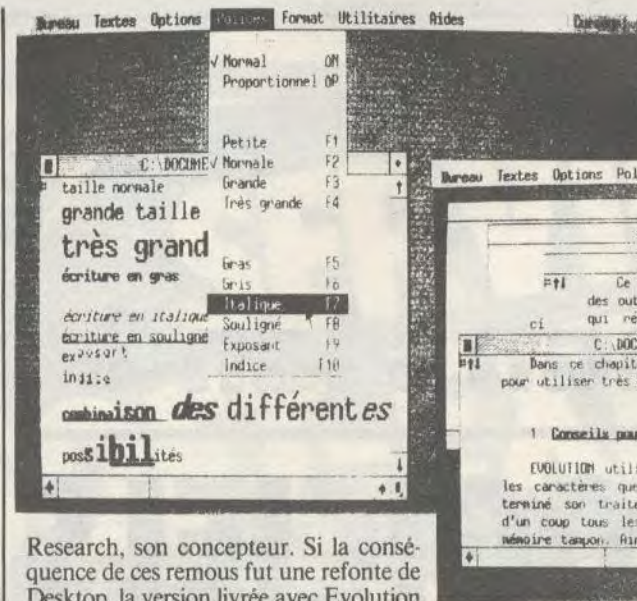 Bureau Textes Options Polices Format Utilitaires Aides
√ Normal ◊N
Proportionnel ◊P
Petite F1
√ Normale F2
Grande F3
Très grande F4
Gras F5
Gris F6
Italique F7
Souligné F8
Exposant F9
Indice F10
C:\DOCUME
taille normale
grande taille
très grand
écriture en gras
écriture en italique
écriture en souligné
exposant
indice
combinaison des différentes
possibilités
Bureau Textes Options Pol
Ce
des out
ci qui ré
C:\DOC
Dans ce chapit
pour utiliser très
1 Conseils pour
EVOLUTION utilis
les caractères que
terminé son traite
d'un coup tous les
mémoire tampon. Ain
Research, son concepteur. Si la consé-
quence de ces remous fut une refonte de
Desktop, la version livrée avec Evolution